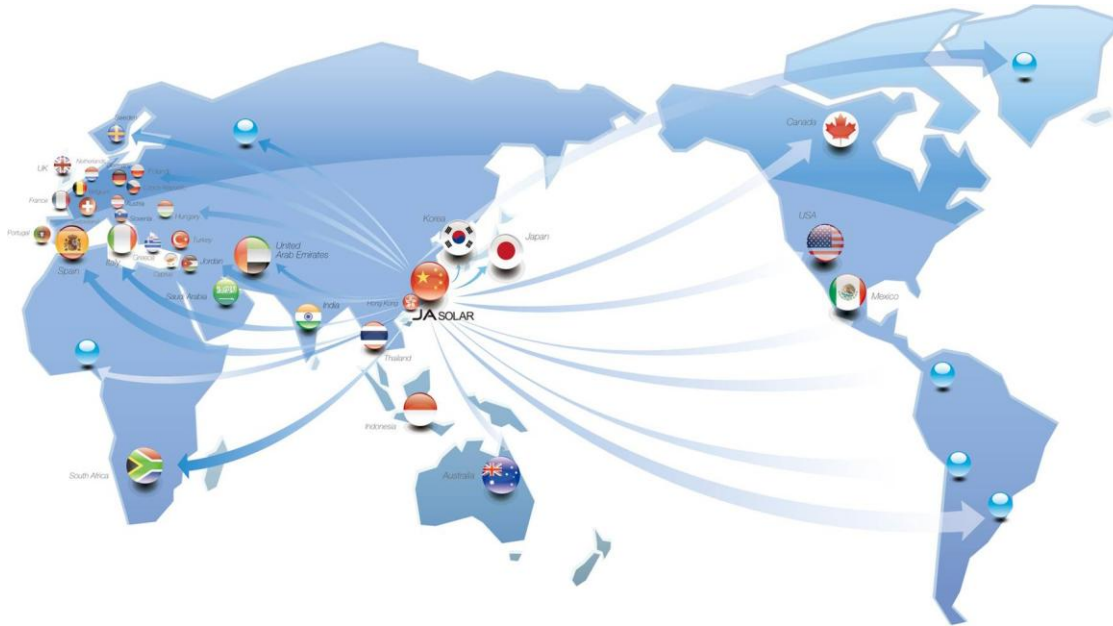 Sweden
UK
Netherlands
France
Austria
Slovenia
Hungary
Portugal
Spain
Italy
Greece
Turkey
Cyprus
Jordan
United
Arab Emirates
Saudi Arabia
India
Hong Kong
JA SOLAR
Thailand
Indonesia
Korea
Japan
South Africa
Australia
Canada
USA
Mexico